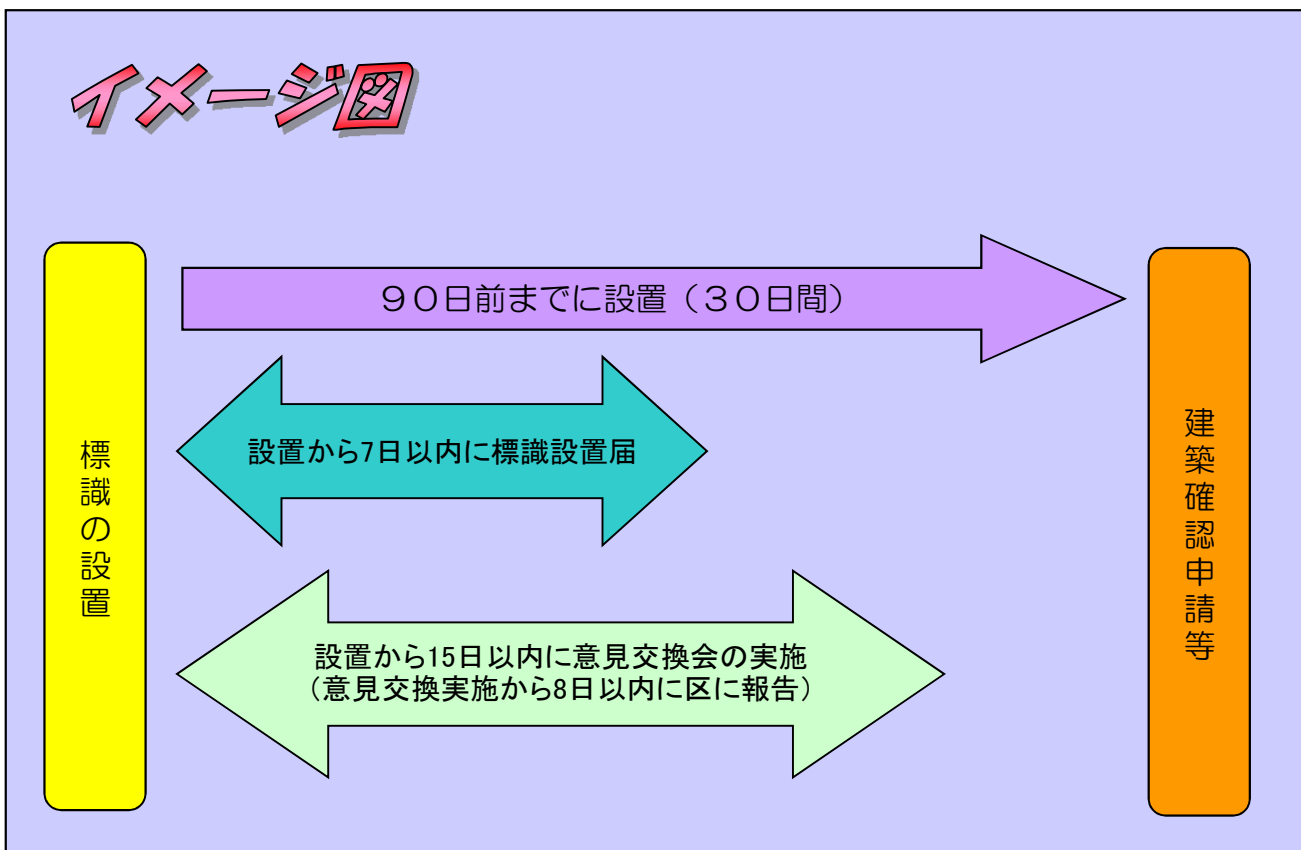 イメージ図
９０日前までに設置（３０日間）
標識の設置
設置から7日以内に標識設置届
設置から15日以内に意見交換会の実施
（意見交換実施から8日以内に区に報告）
建築確認申請等